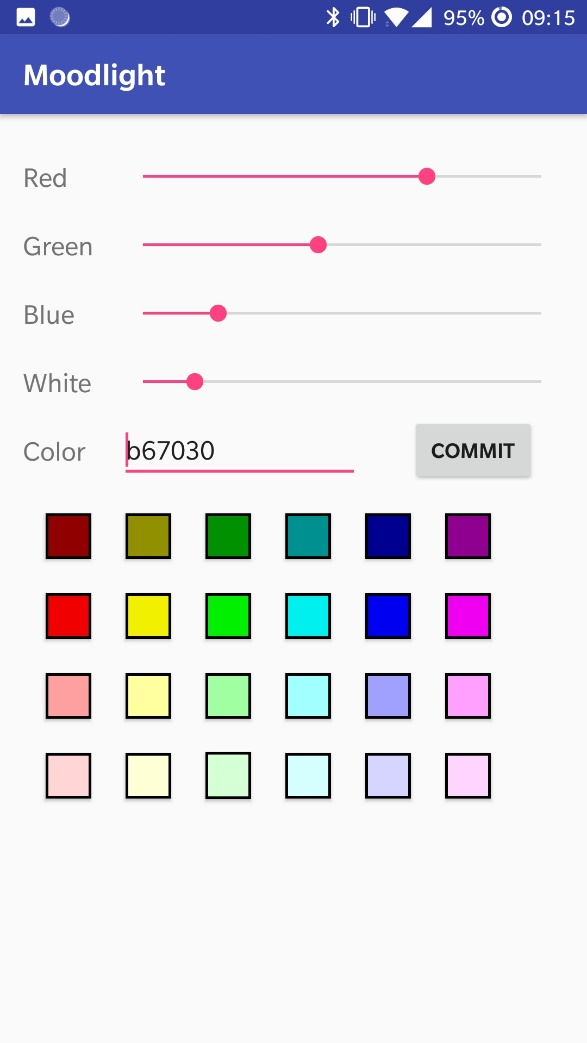 95% 09:15
Moodlight
Red
Green
Blue
White
Color b67030 COMMIT